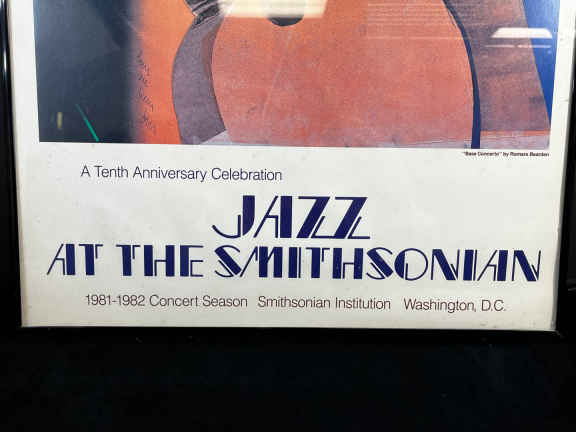 "Bass Concerto" by Romare Bearden
A Tenth Anniversary Celebration
JAZZ
AT THE SMITHSONIAN
1981-1982 Concert Season Smithsonian Institution Washington, D.C.